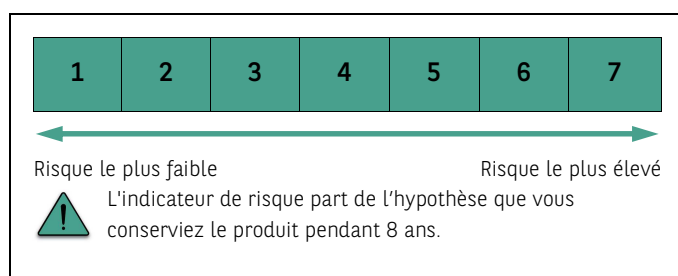 1 2 3 4 5 6 7
Risque le plus faible Risque le plus élevé
L'indicateur de risque part de l’hypothèse que vous
conserviez le produit pendant 8 ans.